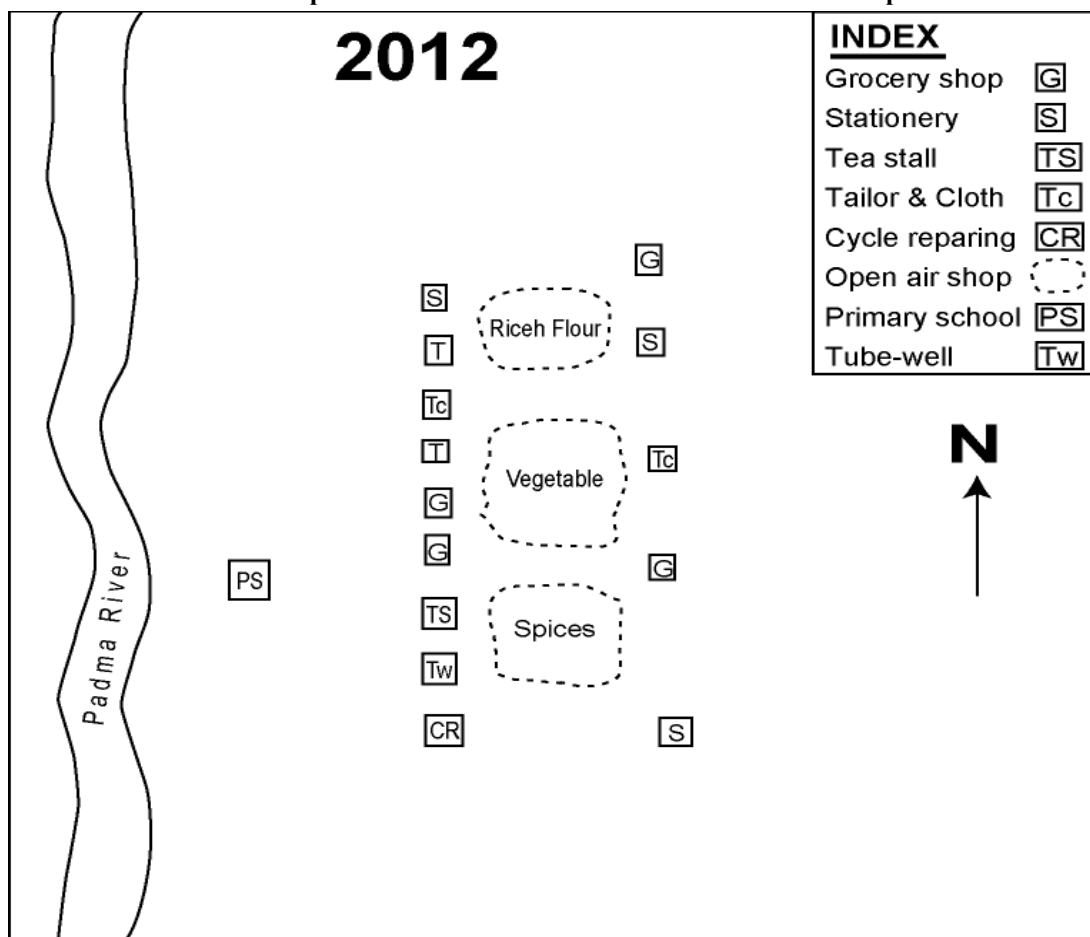 2012
INDEX
Grocery shop G
Stationery S
Tea stall TS
Tailor & Cloth Tc
Cycle reparing CR
Open air shop
Primary school PS
Tube-well Tw
N
G
S
Riceh Flour
T
S
Tc
T
Vegetable
Tc
G
G
G
PS
TS
Spices
Tw
CR
S
Padma River